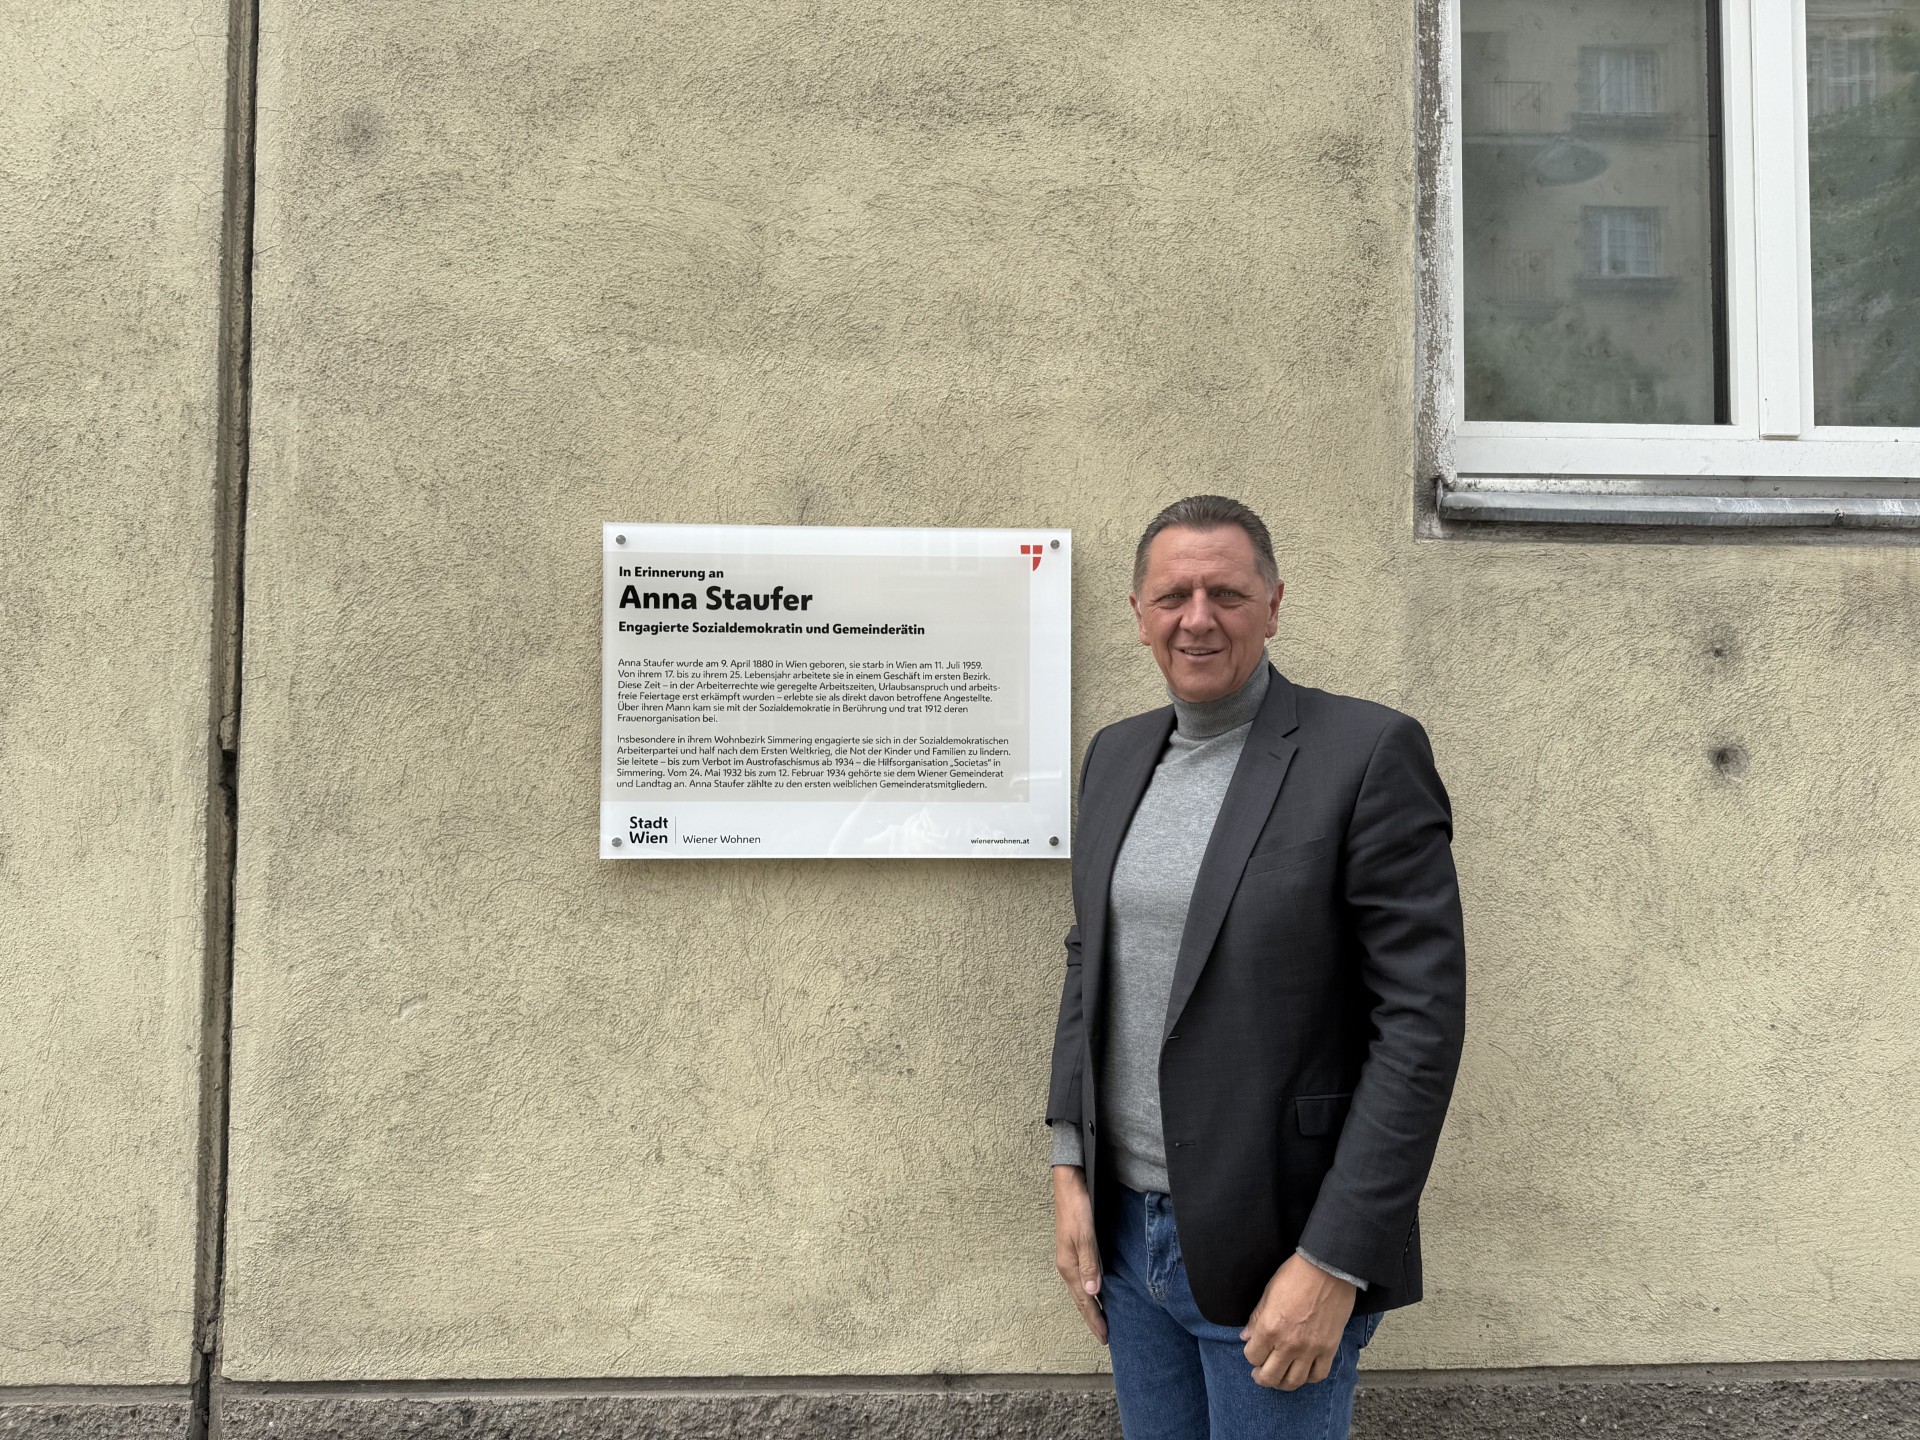 In Erinnerung an
Anna Staufer
Engagierte Sozialdemokratin und Gemeinderätin
Anna Staufer wurde am 9. April 1880 in Wien geboren, sie starb in Wien am 11. Juli 1959.
Von ihrem 17. bis zu ihrem 25. Lebensjahr arbeitete sie in einem Geschäft im ersten Bezirk.
Diese Zeit – in der Arbeiterrechte wie geregelte Arbeitszeiten, Urlaubsanspruch und arbeits-
freie Feiertage erst erkämpft wurden – erlebte sie als direkt davon betroffene Angestellte.
Über ihren Mann kam sie mit der Sozialdemokratie in Berührung und trat 1912 deren
Frauenorganisation bei.
Insbesondere in ihrem Wohnbezirk Simmering engagierte sie sich in der Sozialdemokratischen
Arbeiterpartei und half nach dem Ersten Weltkrieg, die Not der Kinder und Familien zu lindern.
Sie leitete – bis zum Verbot im Austrofaschismus ab 1934 – die Hilfsorganisation „Societas“ in
Simmering. Vom 24. Mai 1932 bis zum 12. Februar 1934 gehörte sie dem Wiener Gemeinderat
und Landtag an. Anna Staufer zählte zu den ersten weiblichen Gemeinderatsmitgliedern.
Stadt
Wien
Wiener Wohnen
wienerwohnen.at